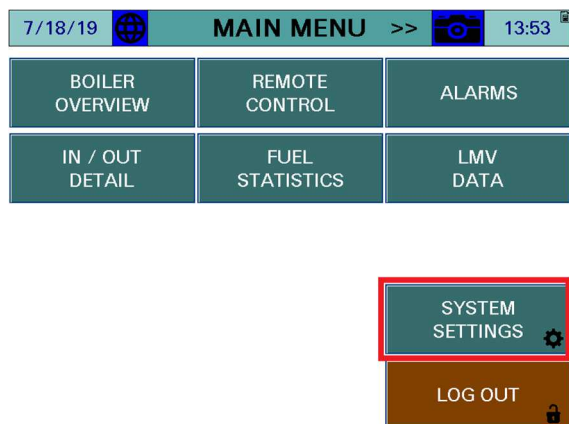 7/18/19 MAIN MENU >> 13:53
BOILER
OVERVIEW
REMOTE
CONTROL
ALARMS
IN / OUT
DETAIL
FUEL
STATISTICS
LMV
DATA
SYSTEM
SETTINGS
LOG OUT